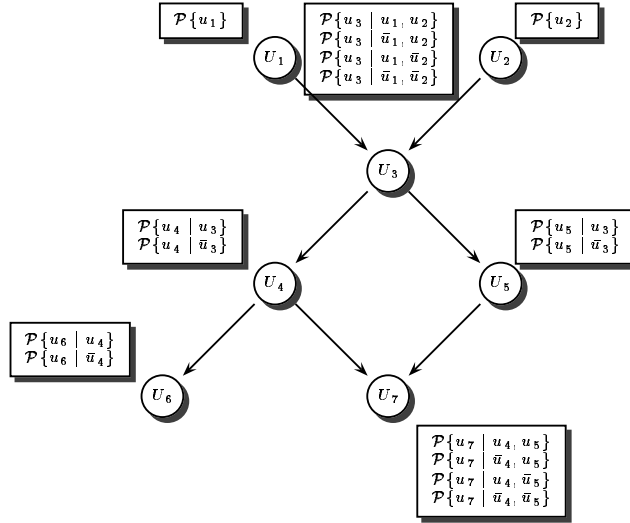 𝒫{u₁}
𝒫{u₃ | u₁, u₂}
𝒫{u₃ | ū₁, u₂}
𝒫{u₃ | u₁, ū₂}
𝒫{u₃ | ū₁, ū₂}
𝒫{u₂}
U₁
U₂
U₃
𝒫{u₄ | u₃}
𝒫{u₄ | ū₃}
𝒫{u₅ | u₃}
𝒫{u₅ | ū₃}
U₄
U₅
𝒫{u₆ | u₄}
𝒫{u₆ | ū₄}
U₆
U₇
𝒫{u₇ | u₄, u₅}
𝒫{u₇ | ū₄, u₅}
𝒫{u₇ | u₄, ū₅}
𝒫{u₇ | ū₄, ū₅}